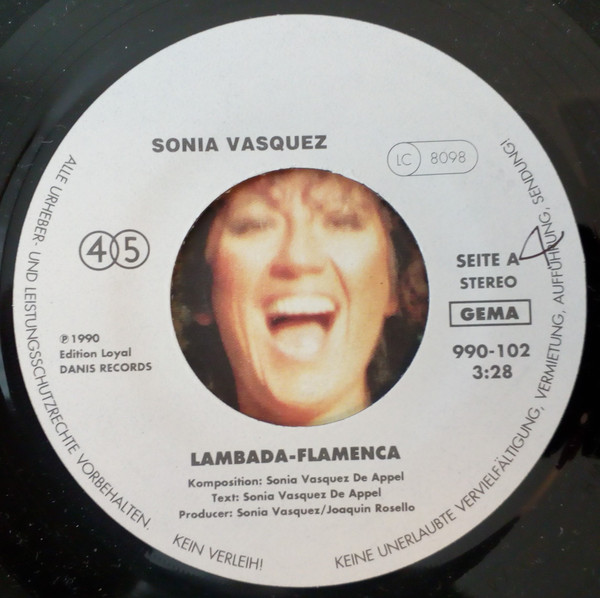 SONIA VASQUEZ
LC 8098
45
SEITE A
STEREO
GEMA
990-102
3:28
℗ 1990
Edition Loyal
DANIS RECORDS
LAMBADA-FLAMENCA
Komposition: Sonia Vasquez De Appel
Text: Sonia Vasquez De Appel
Producer: Sonia Vasquez/Joaquin Rosello
ALLE URHEBER- UND LEISTUNGSSCHUTZRECHTE VORBEHALTEN.
KEIN VERLEIH!
KEINE UNERLAUBTE VERVIELFÄLTIGUNG, VERMIETUNG, AUFFÜHRUNG, SENDUNG!